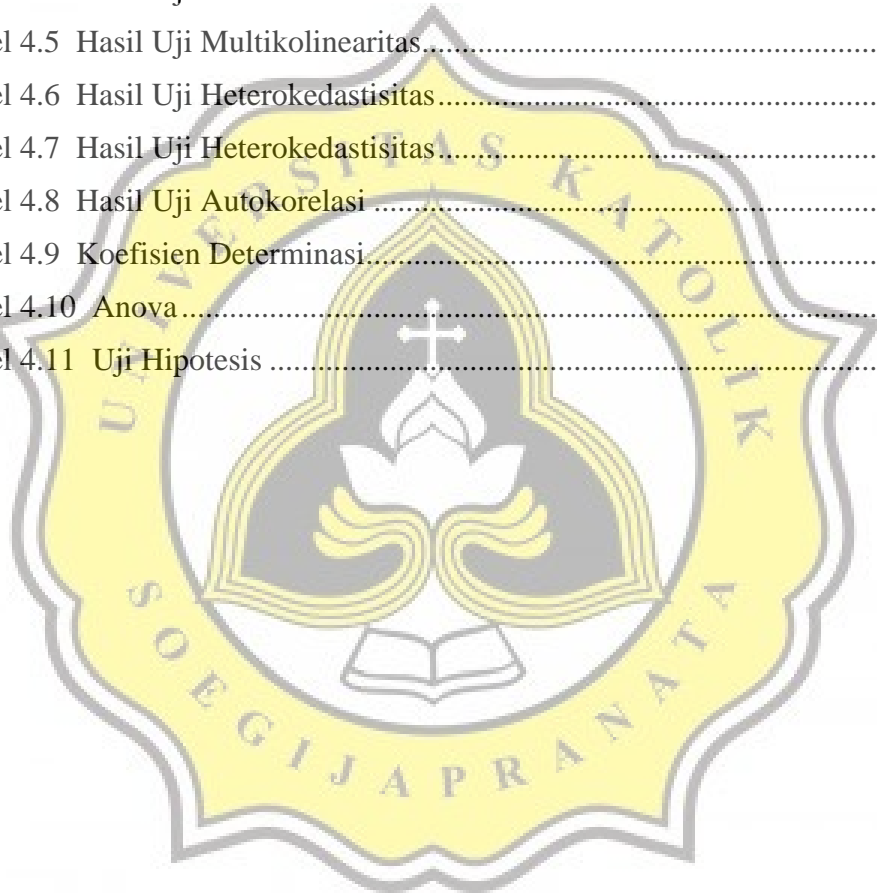 el 4.5 Hasil Uji Multikolinearitas
el 4.6 Hasil Uji Heterokedastisitas
el 4.7 Hasil Uji Heterokedastisitas
el 4.8 Hasil Uji Autokorelasi
el 4.9 Koefisien Determinasi
el 4.10 Anova
el 4.11 Uji Hipotesis
UNIVERSITAS KATOLIK
SOEGIJAPRANATA